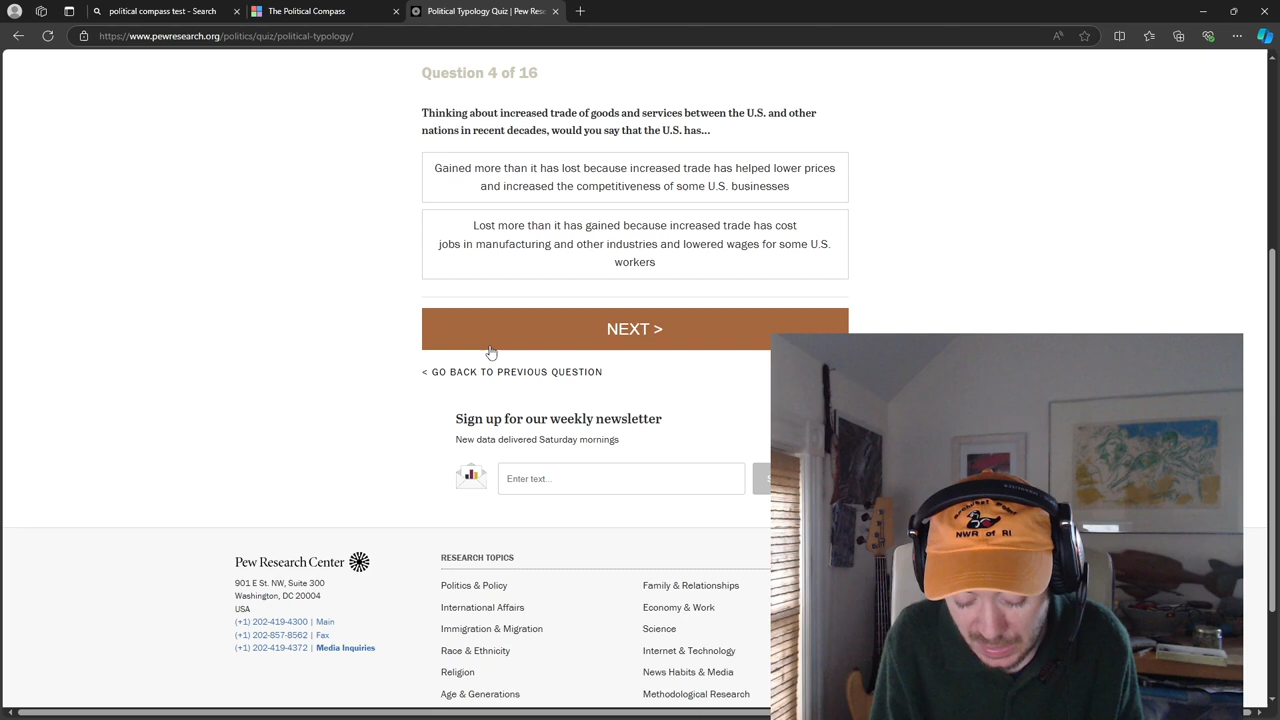 political compass test - Search
The Political Compass
Political Typology Quiz | Pew Res
https://www.pewresearch.org/politics/quiz/political-typology/
Question 4 of 16
Thinking about increased trade of goods and services between the U.S. and other
nations in recent decades, would you say that the U.S. has...
Gained more than it has lost because increased trade has helped lower prices
and increased the competitiveness of some U.S. businesses
Lost more than it has gained because increased trade has cost
jobs in manufacturing and other industries and lowered wages for some U.S.
workers
NEXT >
< GO BACK TO PREVIOUS QUESTION
Sign up for our weekly newsletter
New data delivered Saturday mornings
Enter text...
Pew Research Center
901 E St. NW, Suite 300
Washington, DC 20004
USA
(+1) 202-419-4300 | Main
(+1) 202-857-8562 | Fax
(+1) 202-419-4372 | Media Inquiries
RESEARCH TOPICS
Politics & Policy
International Affairs
Immigration & Migration
Race & Ethnicity
Religion
Age & Generations
Family & Relationships
Economy & Work
Science
Internet & Technology
News Habits & Media
Methodological Research
NWR of RI